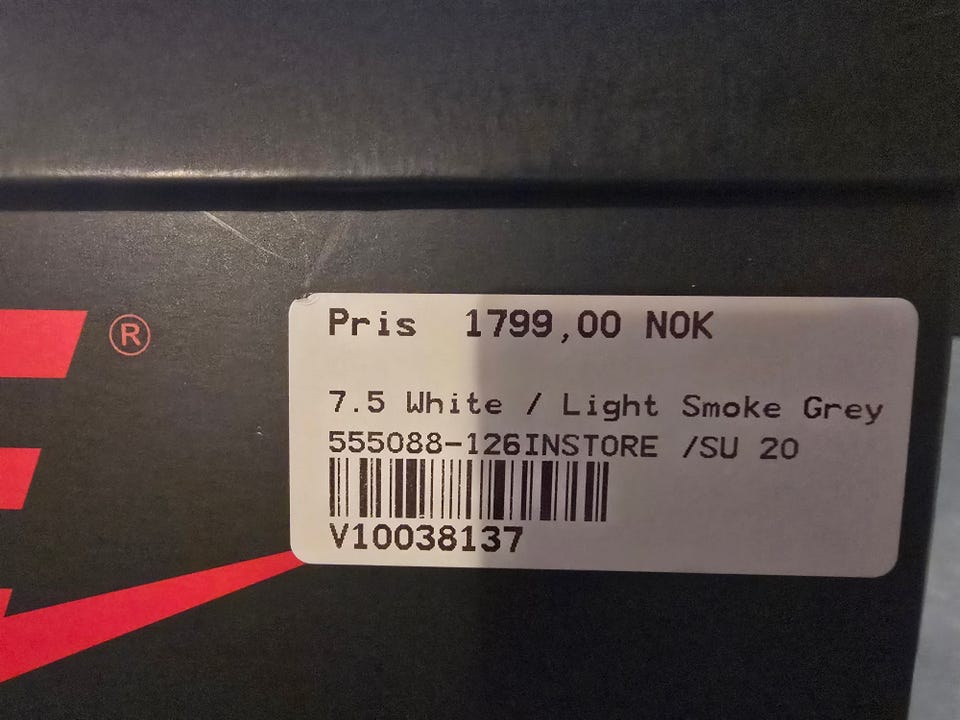 ®
Pris 1799,00 NOK
7.5 White / Light Smoke Grey
555088-126INSTORE /SU 20
V10038137